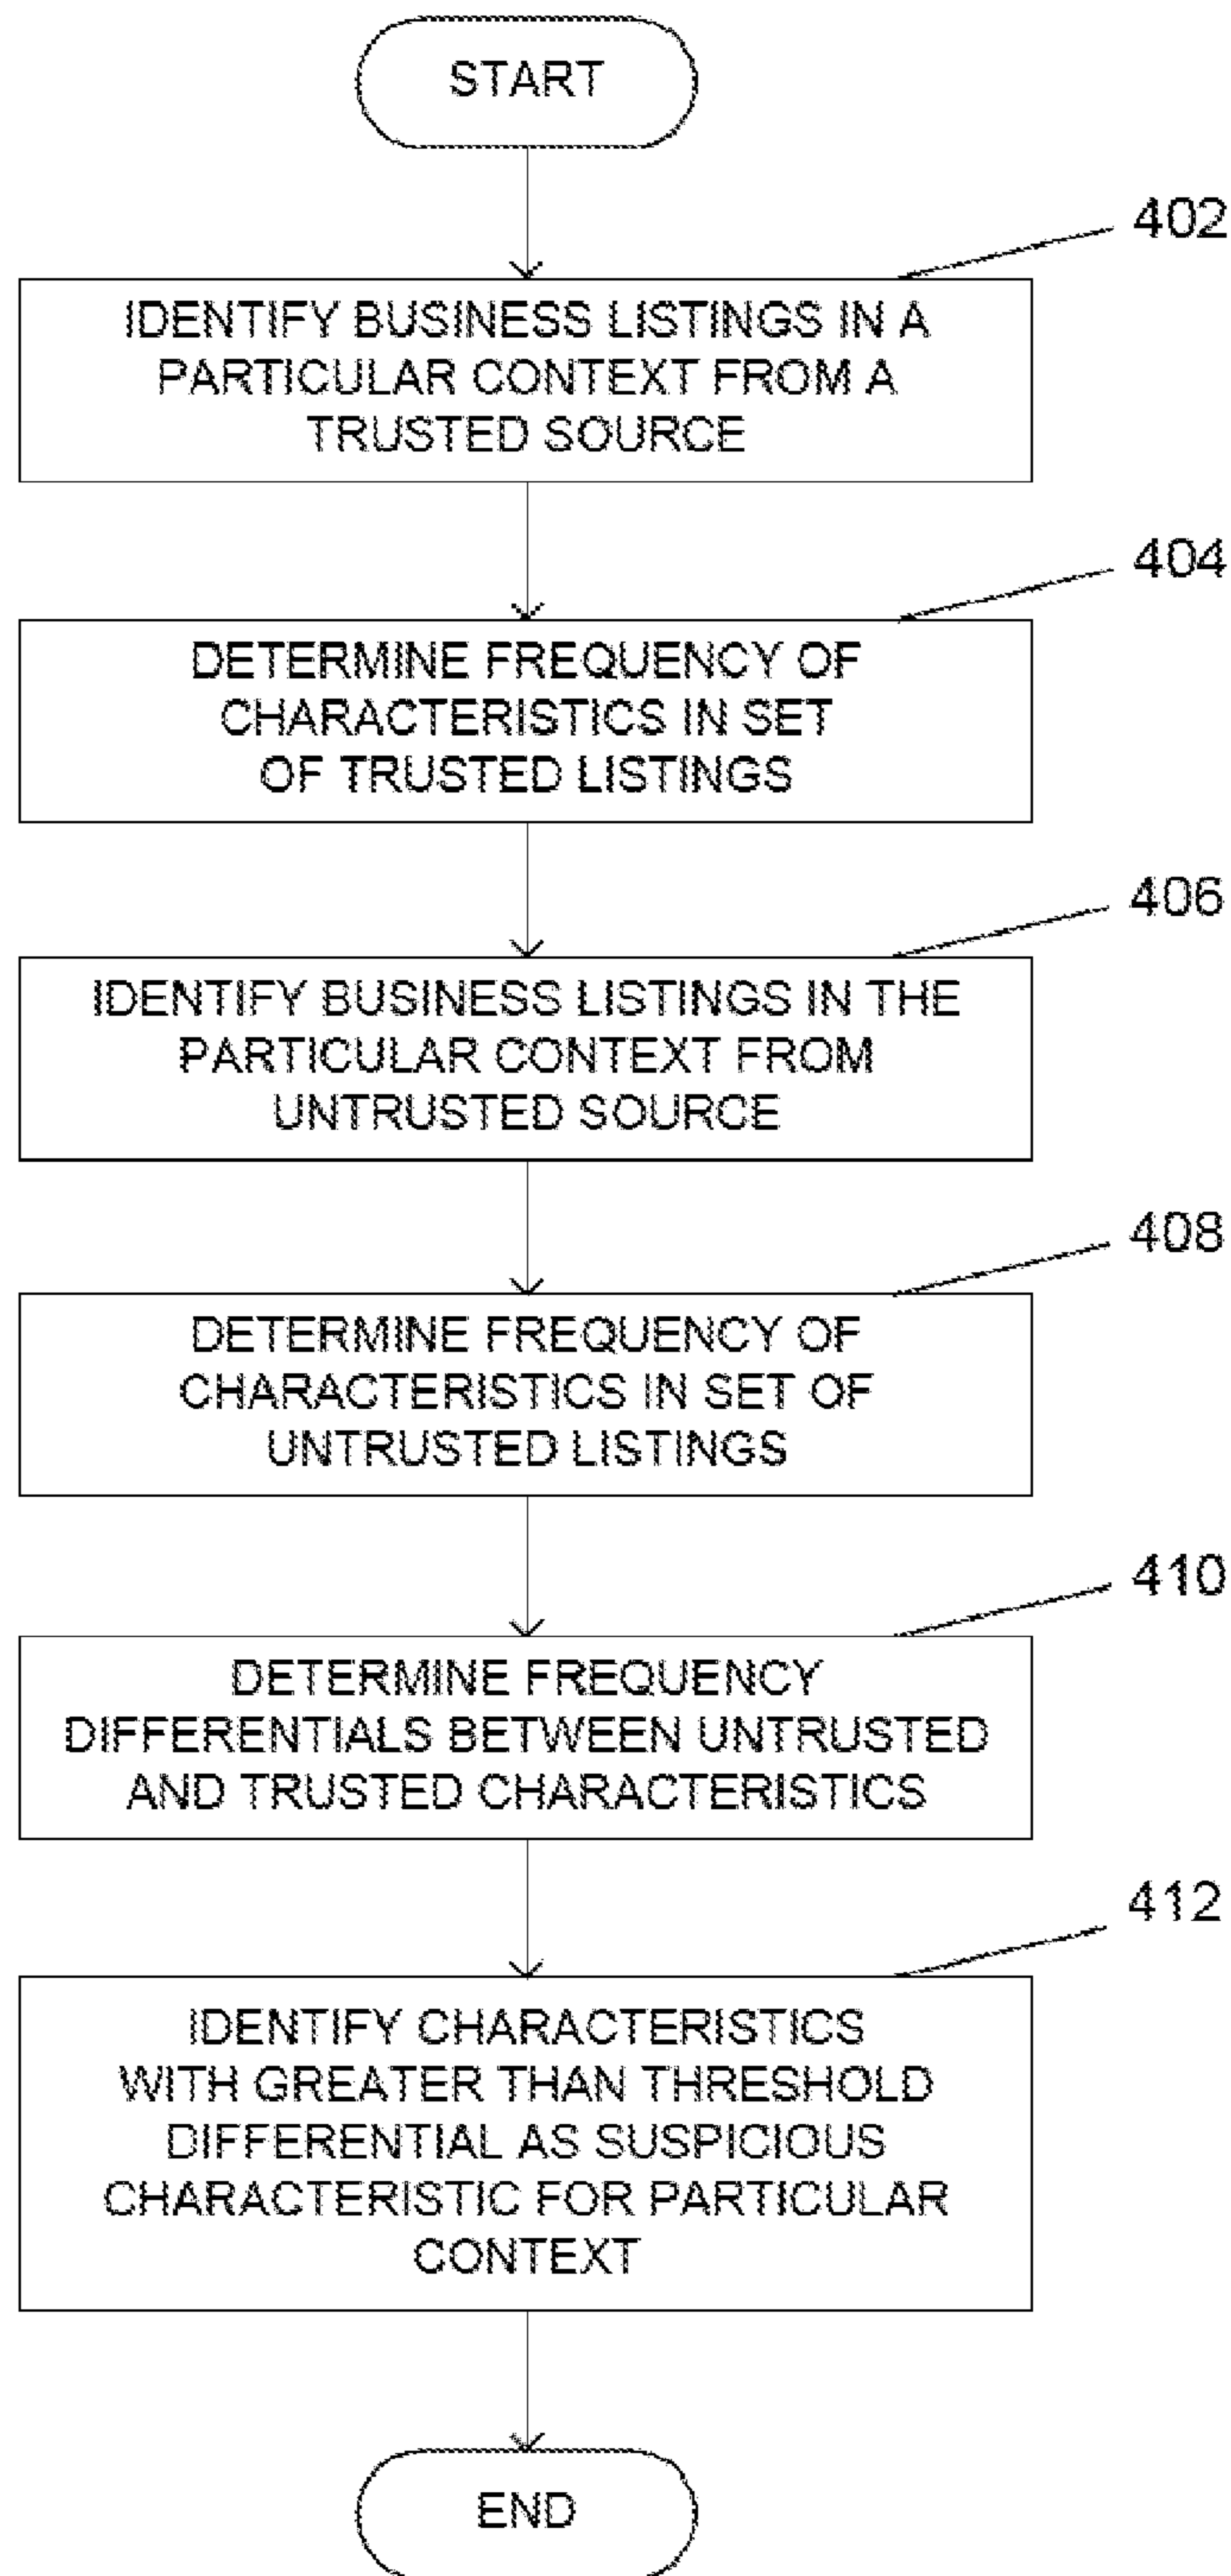 START
402
IDENTIFY BUSINESS LISTINGS IN A
PARTICULAR CONTEXT FROM A
TRUSTED SOURCE
404
DETERMINE FREQUENCY OF
CHARACTERISTICS IN SET
OF TRUSTED LISTINGS
406
IDENTIFY BUSINESS LISTINGS IN THE
PARTICULAR CONTEXT FROM
UNTRUSTED SOURCE
408
DETERMINE FREQUENCY OF
CHARACTERISTICS IN SET OF
UNTRUSTED LISTINGS
410
DETERMINE FREQUENCY
DIFFERENTIALS BETWEEN UNTRUSTED
AND TRUSTED CHARACTERISTICS
412
IDENTIFY CHARACTERISTICS
WITH GREATER THAN THRESHOLD
DIFFERENTIAL AS SUSPICIOUS
CHARACTERISTIC FOR PARTICULAR
CONTEXT
END